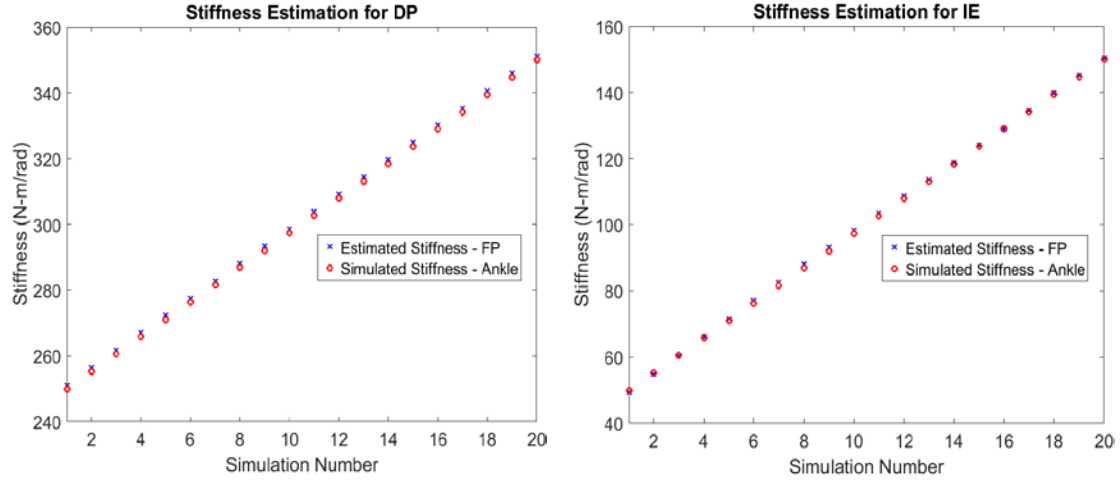 Stiffness Estimation for DP
360
340
320
300
280
260
240
Stiffness (N-m/rad)
Estimated Stiffness - FP
Simulated Stiffness - Ankle
2 4 6 8 10 12 14 16 18 20
Simulation Number
Stiffness Estimation for IE
160
140
120
100
80
60
40
Stiffness (N-m/rad)
Estimated Stiffness - FP
Simulated Stiffness - Ankle
2 4 6 8 10 12 14 16 18 20
Simulation Number